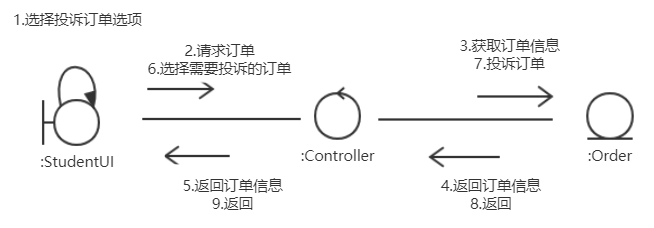 1.选择投诉订单选项
2.请求订单
6.选择需要投诉的订单
3.获取订单信息
7.投诉订单
:StudentUI
:Controller
:Order
5.返回订单信息
9.返回
4.返回订单信息
8.返回